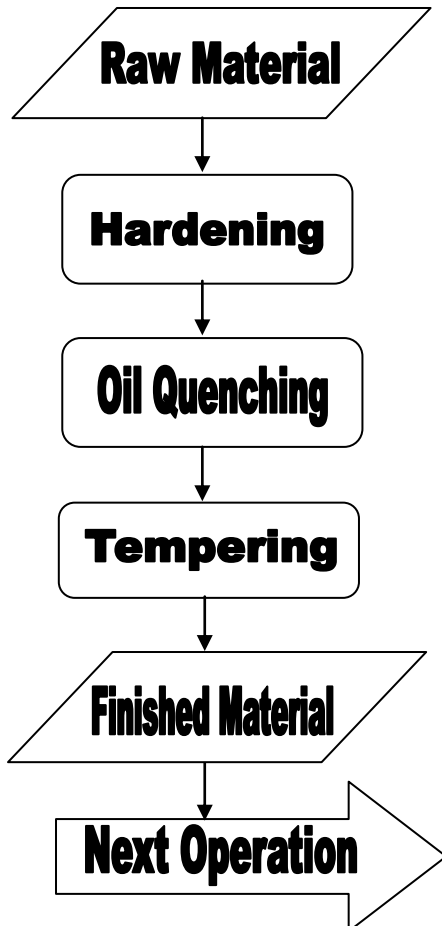 Raw Material
Hardening
Oil Quenching
Tempering
Finished Material
Next Operation